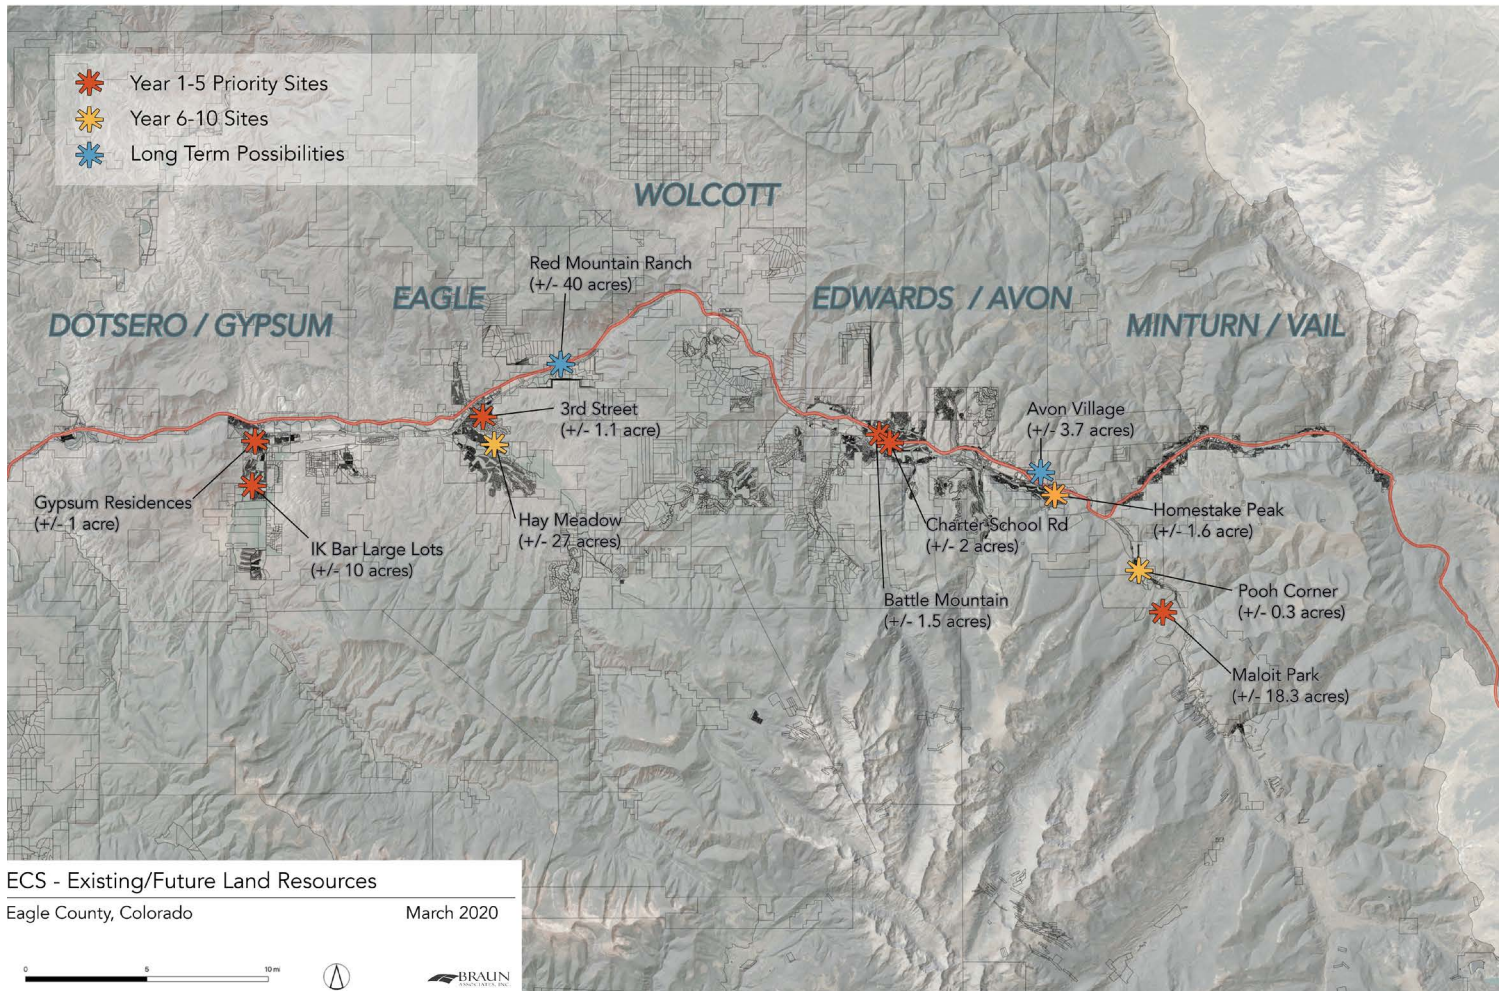 Year 1-5 Priority Sites
Year 6-10 Sites
Long Term Possibilities
WOLCOTT
Red Mountain Ranch
(+/- 40 acres)
EAGLE
EDWARDS / AVON
DOTSERO / GYPSUM
MINTURN / VAIL
3rd Street
(+/- 1.1 acre)
Avon Village
(+/- 3.7 acres)
Gypsum Residences
(+/- 1 acre)
Hay Meadow
(+/- 27 acres)
Charter School Rd
(+/- 2 acres)
Homestake Peak
(+/- 1.6 acre)
IK Bar Large Lots
(+/- 10 acres)
Battle Mountain
(+/- 1.5 acres)
Pooh Corner
(+/- 0.3 acres)
Maloit Park
(+/- 18.3 acres)
ECS - Existing/Future Land Resources
Eagle County, Colorado
March 2020
0 5 10 mi
BRAUN
ASSOCIATES, INC.